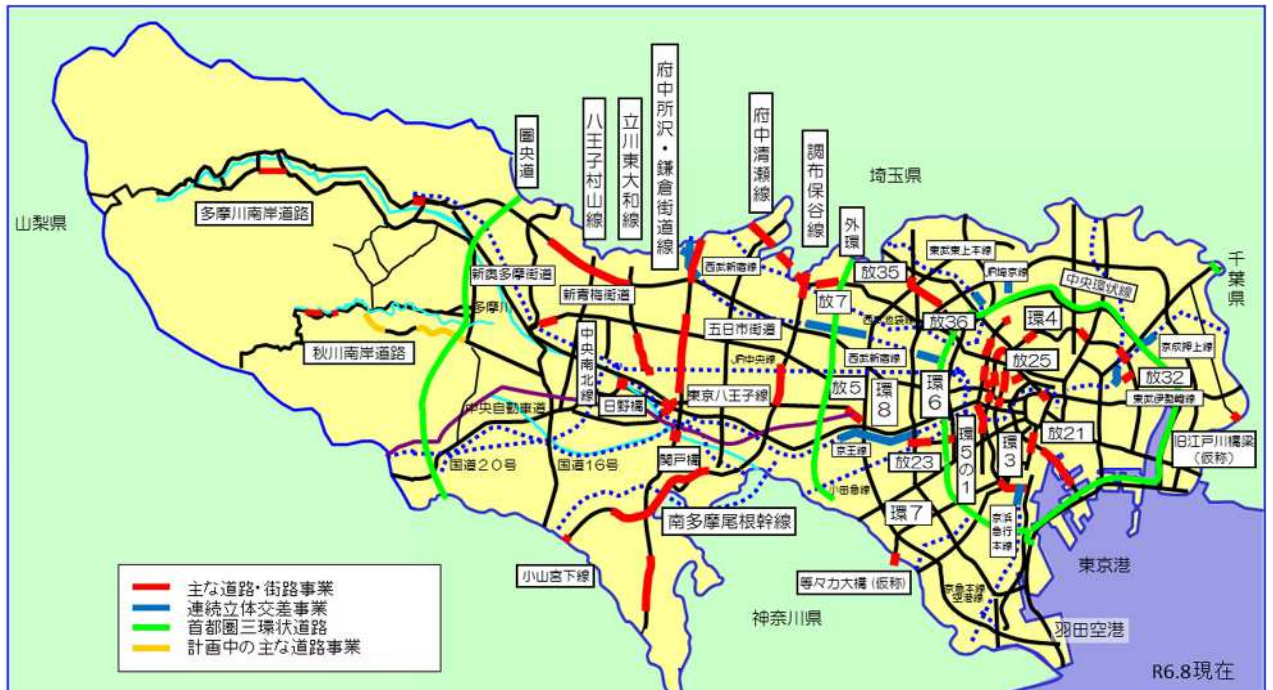 圏央道
八王子村山線
立川東大和線
府中所沢・鎌倉街道線
府中清瀬線
調布保谷線
外環
埼玉県
山梨県
千葉県
多摩川南岸道路
新奥多摩街道
新青梅街道
西武新宿線
放7
放35
東武東上本線
JR埼京線
中央環状線
多摩川
五日市街道
放36
環4
秋川南岸道路
中央南北線
JR中央線
西武新宿線
放25
京成押上線
中央自動車道
日野橋
東京八王子線
放5
環8
環6
放32
東武伊勢崎線
国道20号
国道16号
関戸橋
京王線
放23
環5の1
環3
放21
旧江戸川橋梁
(仮称)
小田急線
南多摩尾根幹線
環7
京浜急行本線
小山宮下線
等々力大橋(仮称)
東京港
京急本線
空港線
神奈川県
羽田空港
主な道路・街路事業
連続立体交差事業
首都圏三環状道路
計画中の主な道路事業
R6.8現在